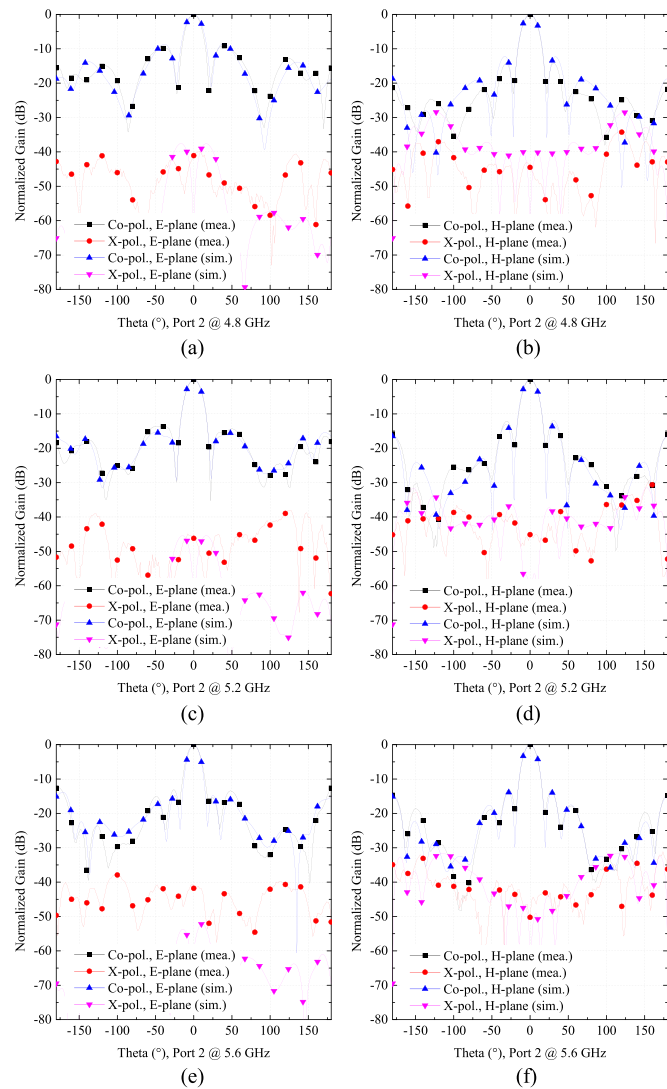 0
-10
-20
-30
-40
-50
-60
-70
-80
Normalized Gain (dB)
Co-pol., E-plane (mea.)
X-pol., E-plane (mea.)
Co-pol., E-plane (sim.)
X-pol., E-plane (sim.)
-150 -100 -50 0 50 100 150
Theta (°), Port 2 @ 4.8 GHz
(a)
0
-10
-20
-30
-40
-50
-60
-70
-80
Normalized Gain (dB)
Co-pol., H-plane (mea.)
X-pol., H-plane (mea.)
Co-pol., H-plane (sim.)
X-pol., H-plane (sim.)
-150 -100 -50 0 50 100 150
Theta (°), Port 2 @ 4.8 GHz
(b)
0
-10
-20
-30
-40
-50
-60
-70
-80
Normalized Gain (dB)
Co-pol., E-plane (mea.)
X-pol., E-plane (mea.)
Co-pol., E-plane (sim.)
X-pol., E-plane (sim.)
-150 -100 -50 0 50 100 150
Theta (°), Port 2 @ 5.2 GHz
(c)
0
-10
-20
-30
-40
-50
-60
-70
-80
Normalized Gain (dB)
Co-pol., H-plane (mea.)
X-pol., H-plane (mea.)
Co-pol., H-plane (sim.)
X-pol., H-plane (sim.)
-150 -100 -50 0 50 100 150
Theta (°), Port 2 @ 5.2 GHz
(d)
0
-10
-20
-30
-40
-50
-60
-70
-80
Normalized Gain (dB)
Co-pol., E-plane (mea.)
X-pol., E-plane (mea.)
Co-pol., E-plane (sim.)
X-pol., E-plane (sim.)
-150 -100 -50 0 50 100 150
Theta (°), Port 2 @ 5.6 GHz
(e)
0
-10
-20
-30
-40
-50
-60
-70
-80
Normalized Gain (dB)
Co-pol., H-plane (mea.)
X-pol., H-plane (mea.)
Co-pol., H-plane (sim.)
X-pol., H-plane (sim.)
-150 -100 -50 0 50 100 150
Theta (°), Port 2 @ 5.6 GHz
(f)